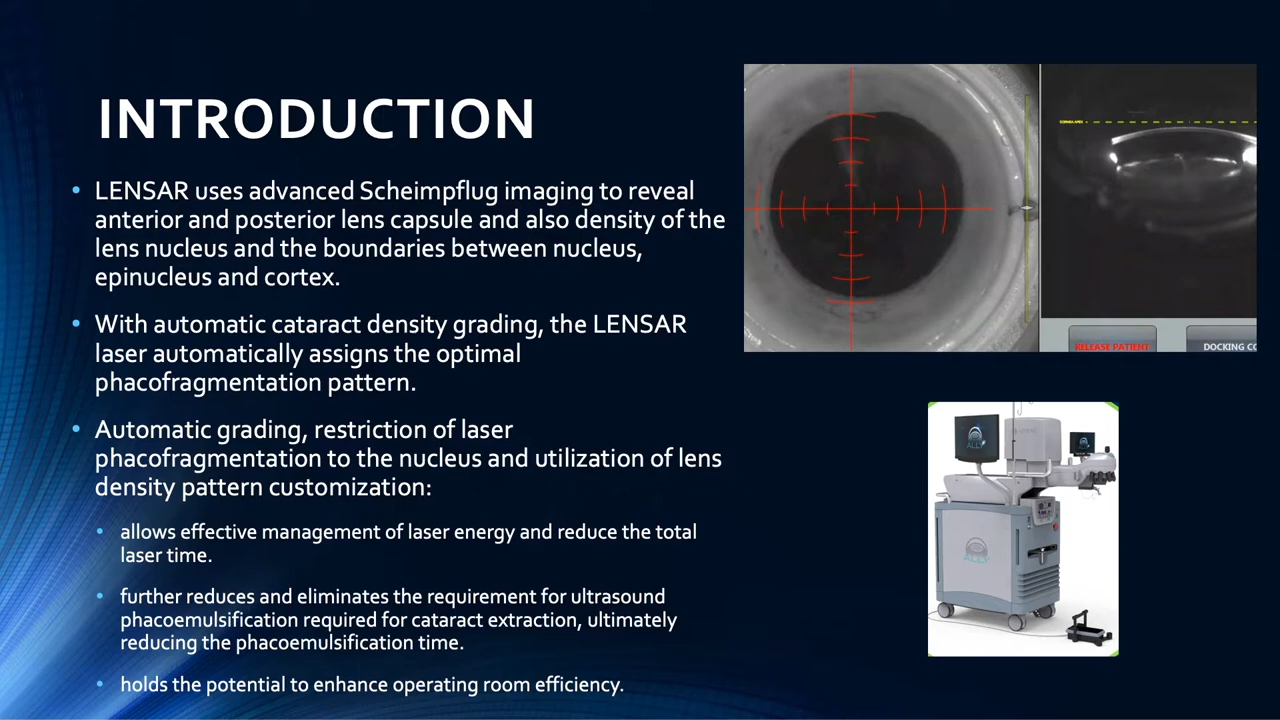 INTRODUCTION
• LENSAR uses advanced Scheimpflug imaging to reveal
anterior and posterior lens capsule and also density of the
lens nucleus and the boundaries between nucleus,
epinucleus and cortex.
• With automatic cataract density grading, the LENSAR
laser automatically assigns the optimal
phacofragmentation pattern.
• Automatic grading, restriction of laser
phacofragmentation to the nucleus and utilization of lens
density pattern customization:
• allows effective management of laser energy and reduce the total
laser time.
• further reduces and eliminates the requirement for ultrasound
phacoemulsification required for cataract extraction, ultimately
reducing the phacoemulsification time.
• holds the potential to enhance operating room efficiency.
CORNEA APEX
RELEASE PATIENT
DOCKING CO
ALLY